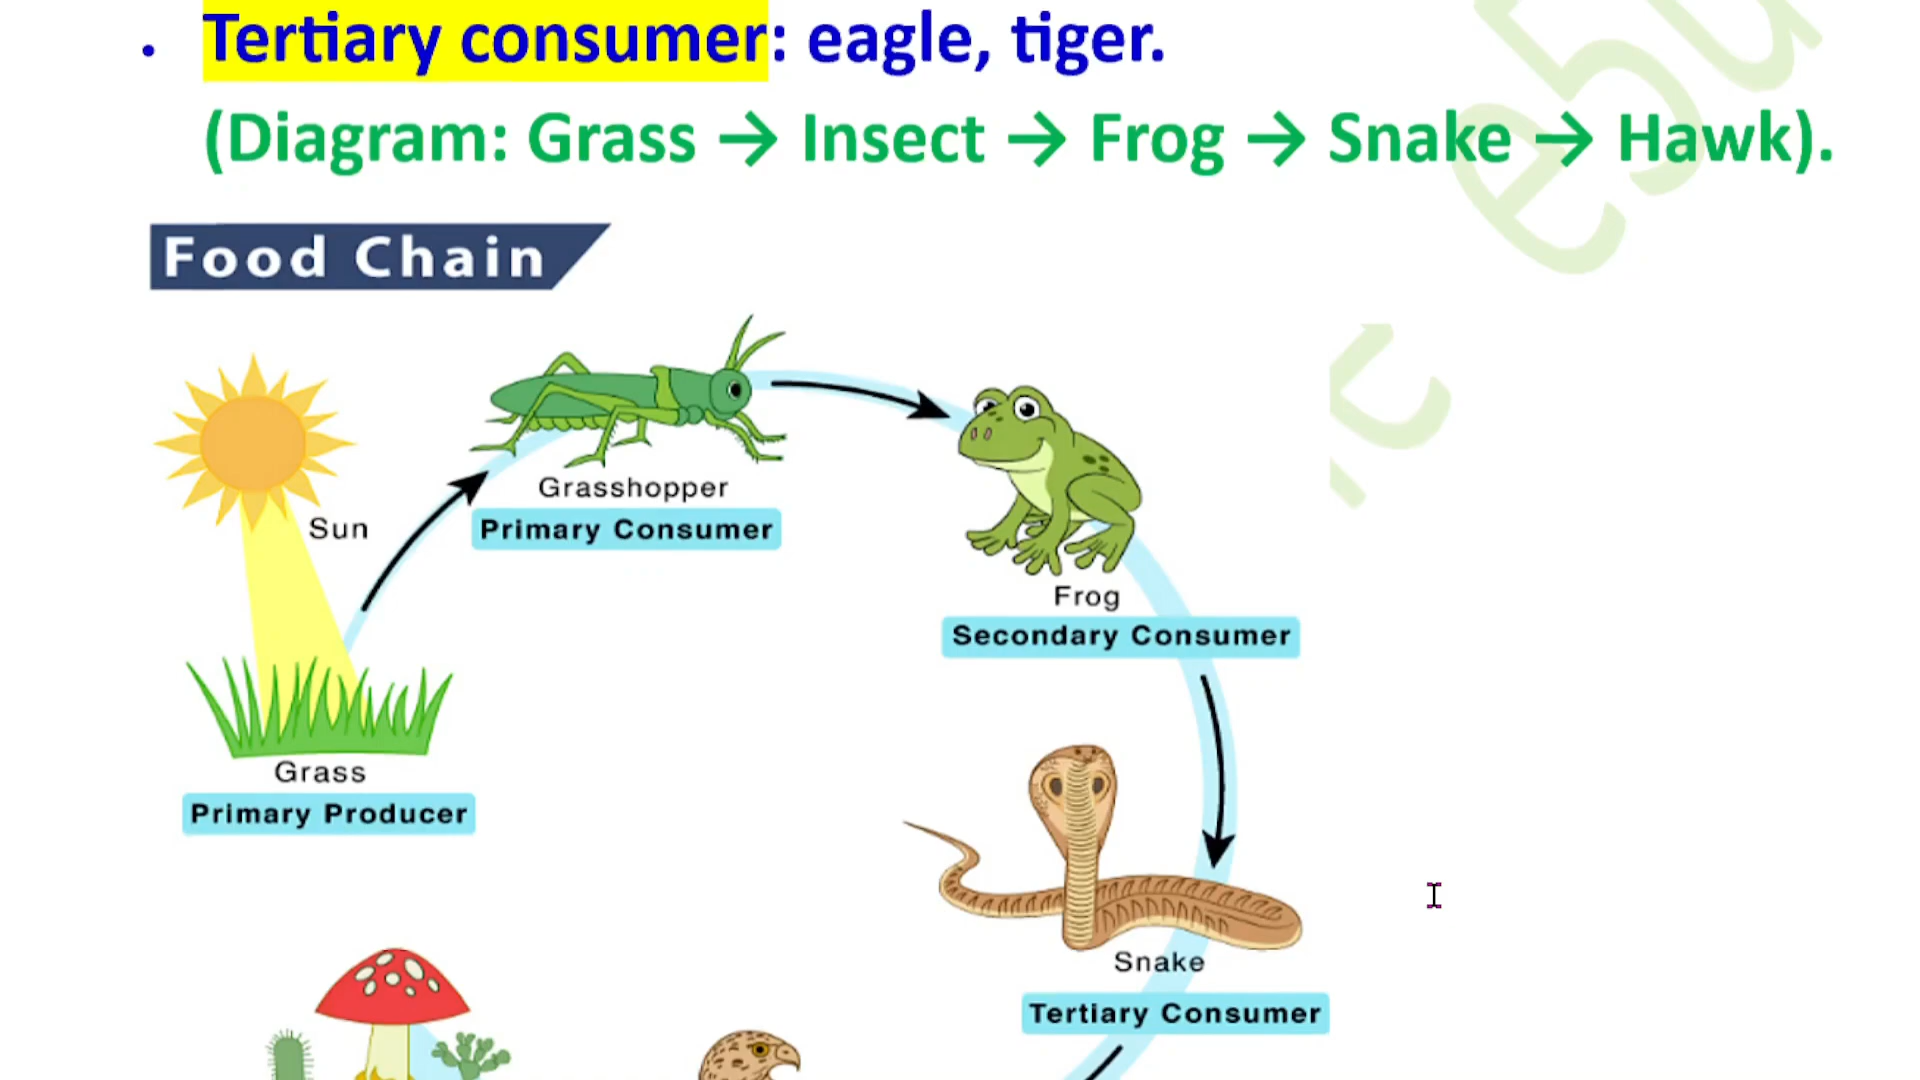 • Tertiary consumer: eagle, tiger.
(Diagram: Grass → Insect → Frog → Snake → Hawk).
Food Chain
Grasshopper
Primary Consumer
Sun
Frog
Secondary Consumer
Grass
Primary Producer
Snake
Tertiary Consumer